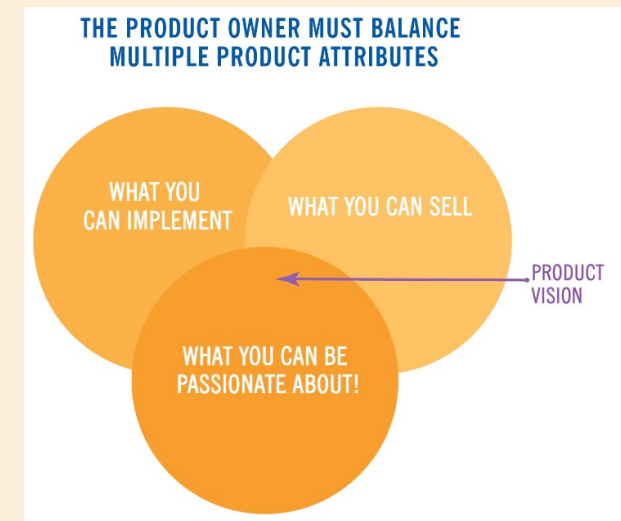 THE PRODUCT OWNER MUST BALANCE
MULTIPLE PRODUCT ATTRIBUTES
WHAT YOU
CAN IMPLEMENT
WHAT YOU CAN SELL
PRODUCT
VISION
WHAT YOU CAN BE
PASSIONATE ABOUT!